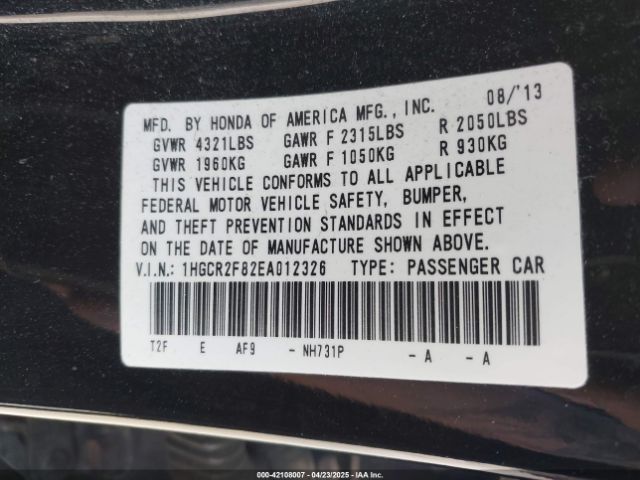 MFD. BY HONDA OF AMERICA MFG., INC. 08/'13
GVWR 4321LBS GAWR F 2315LBS R 2050LBS
GVWR 1960KG GAWR F 1050KG R 930KG
THIS VEHICLE CONFORMS TO ALL APPLICABLE
FEDERAL MOTOR VEHICLE SAFETY, BUMPER,
AND THEFT PREVENTION STANDARDS IN EFFECT
ON THE DATE OF MANUFACTURE SHOWN ABOVE.
V.I.N.: 1HGCR2F82EA012326 TYPE: PASSENGER CAR
T2F E AF9 - NH731P - A - A
000-42108007 - 04/23/2025 - IAA Inc.